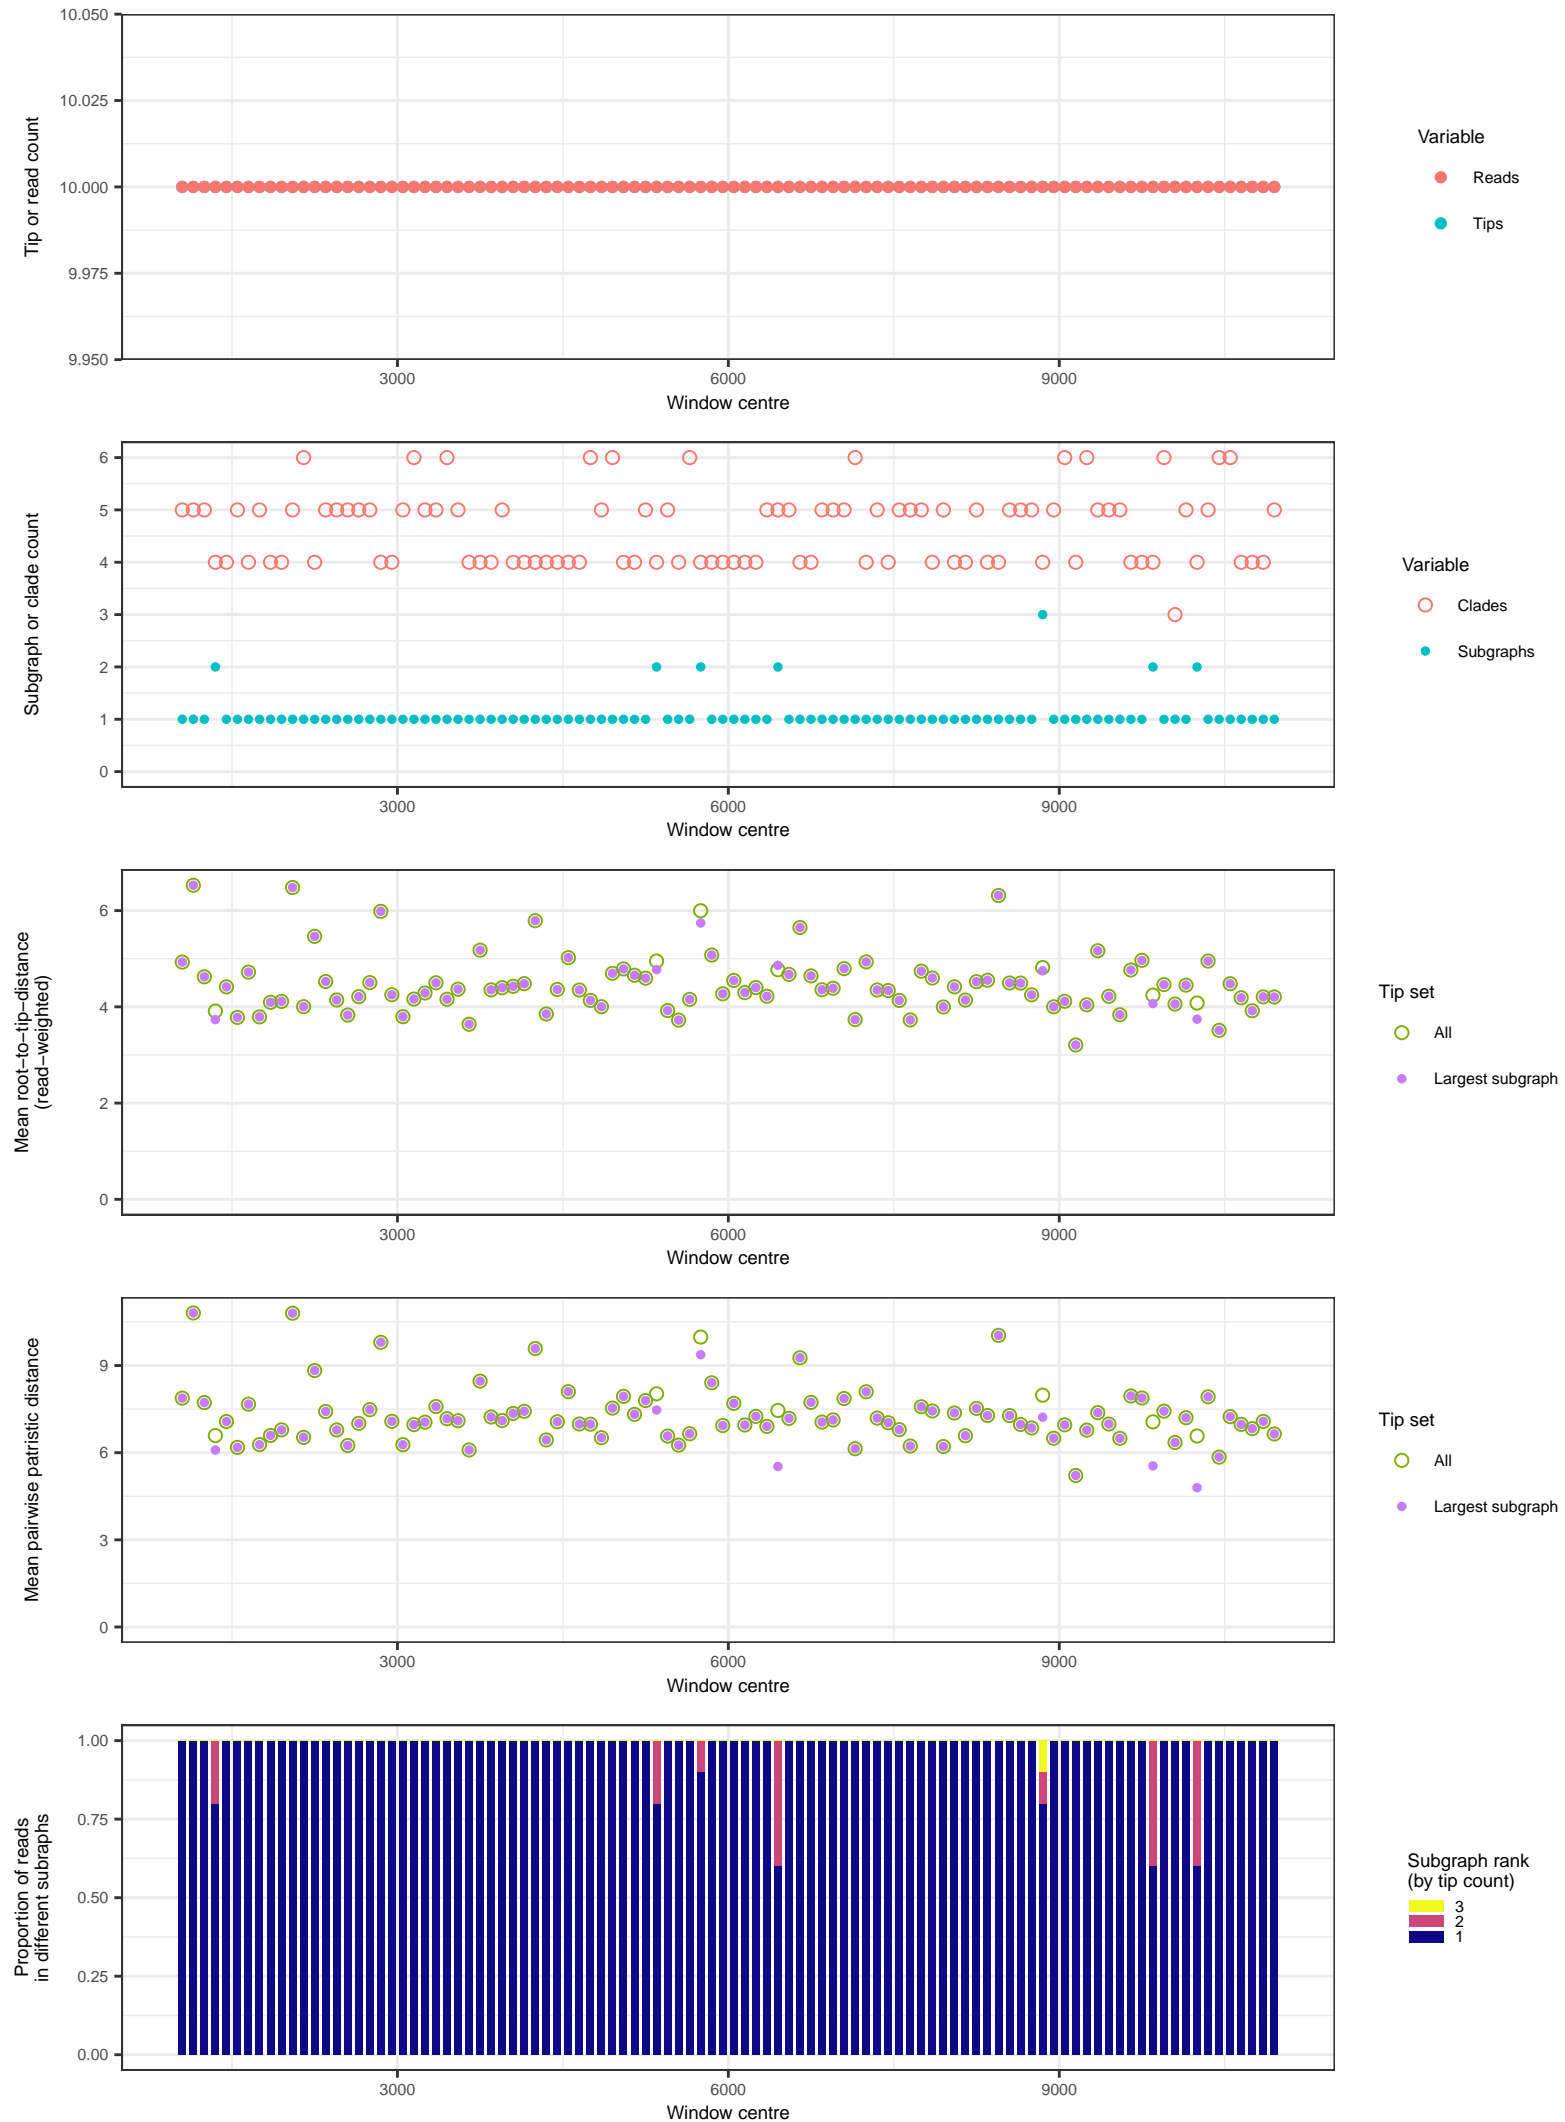 10.050
10.025
10.000
9.975
9.950
Tip or read count
3000
6000
9000
Window centre
Variable
Reads
Tips
6
5
4
3
2
1
0
Subgraph or clade count
3000
6000
9000
Window centre
Variable
Clades
Subgraphs
6
4
2
0
Mean root−to−tip−distance
(read−weighted)
3000
6000
9000
Window centre
Tip set
All
Largest subgraph
9
6
3
0
Mean pairwise patristic distance
3000
6000
9000
Window centre
Tip set
All
Largest subgraph
1.00
0.75
0.50
0.25
0.00
Proportion of reads
in different subraphs
3000
6000
9000
Window centre
Subgraph rank
(by tip count)
3
2
1